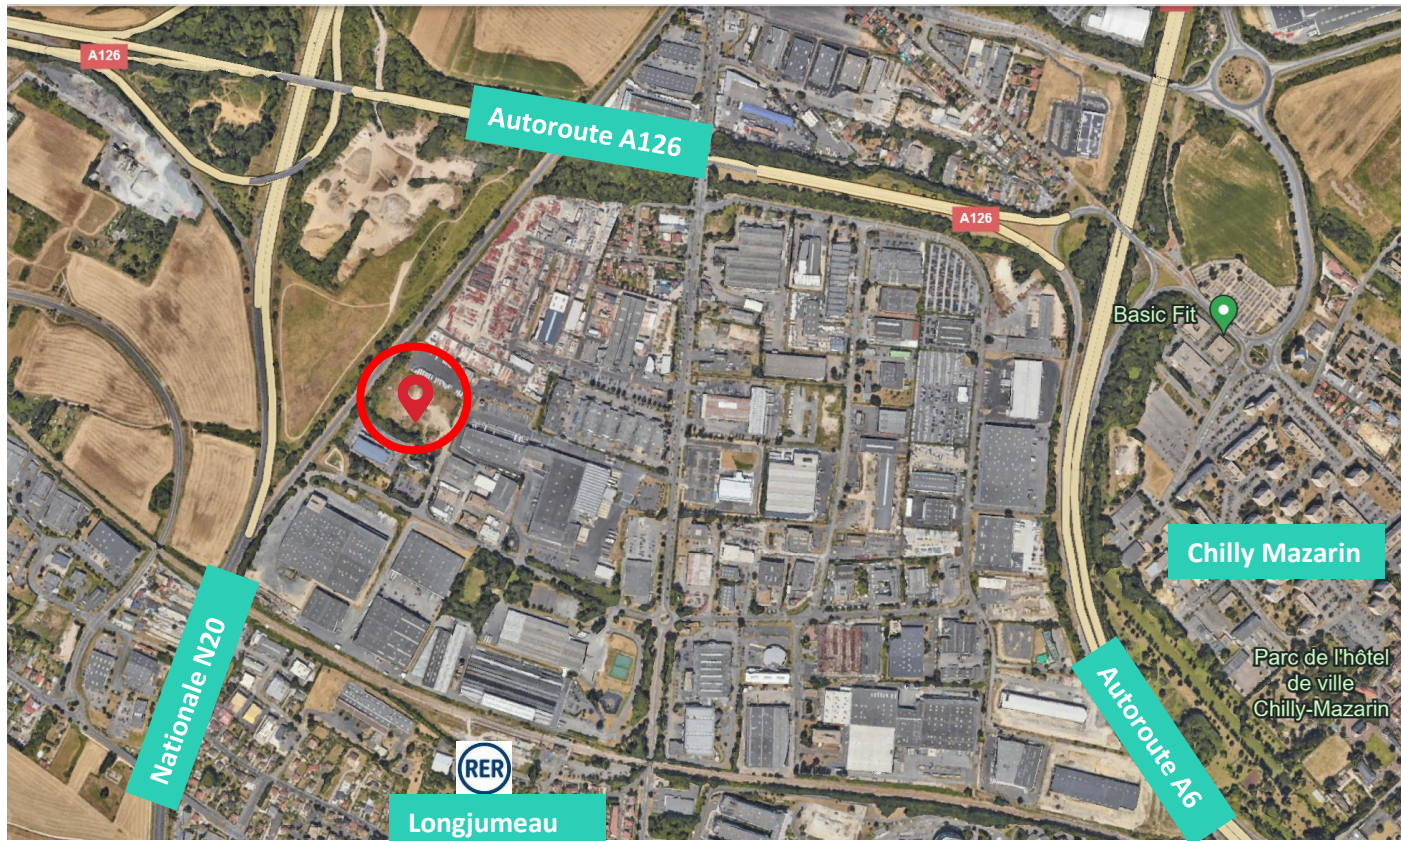 A126
Autoroute A126
A126
Basic Fit
Chilly Mazarin
Parc de l'hôtel
de ville
Chilly-Mazarin
Nationale N20
Autoroute A6
RER
Longjumeau